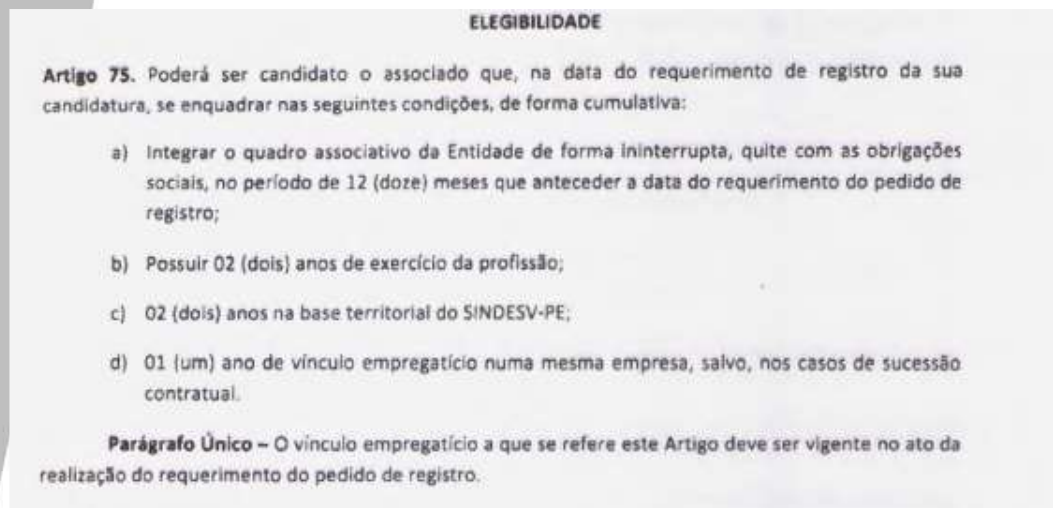 ELEGIBILIDADE
Artigo 75. Poderá ser candidato o associado que, na data do requerimento de registro da sua
candidatura, se enquadrar nas seguintes condições, de forma cumulativa:
a) Integrar o quadro associativo da Entidade de forma ininterrupta, quite com as obrigações
sociais, no período de 12 (doze) meses que anteceder a data do requerimento do pedido de
registro;
b) Possuir 02 (dois) anos de exercício da profissão;
c) 02 (dois) anos na base territorial do SINDESV-PE;
d) 01 (um) ano de vínculo empregatício numa mesma empresa, salvo, nos casos de sucessão
contratual.
Parágrafo Único – O vínculo empregatício a que se refere este Artigo deve ser vigente no ato da
realização do requerimento do pedido de registro.